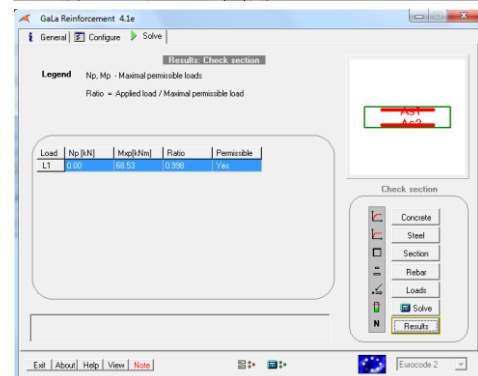 GaLa Reinforcement 4.1e
General Configure Solve
Results: Check section
Legend Np, Mp - Maximal permissible loads
Ratio = Applied load / Maximal permissible load
As1
As2
Load Np [kN] Mxp[kNm] Ratio Permissible
L1 0.00 68.53 0.998 Yes
Check section
Concrete
Steel
Section
Rebar
Loads
Solve
N Results
Exit About Help View Note Eurocode 2